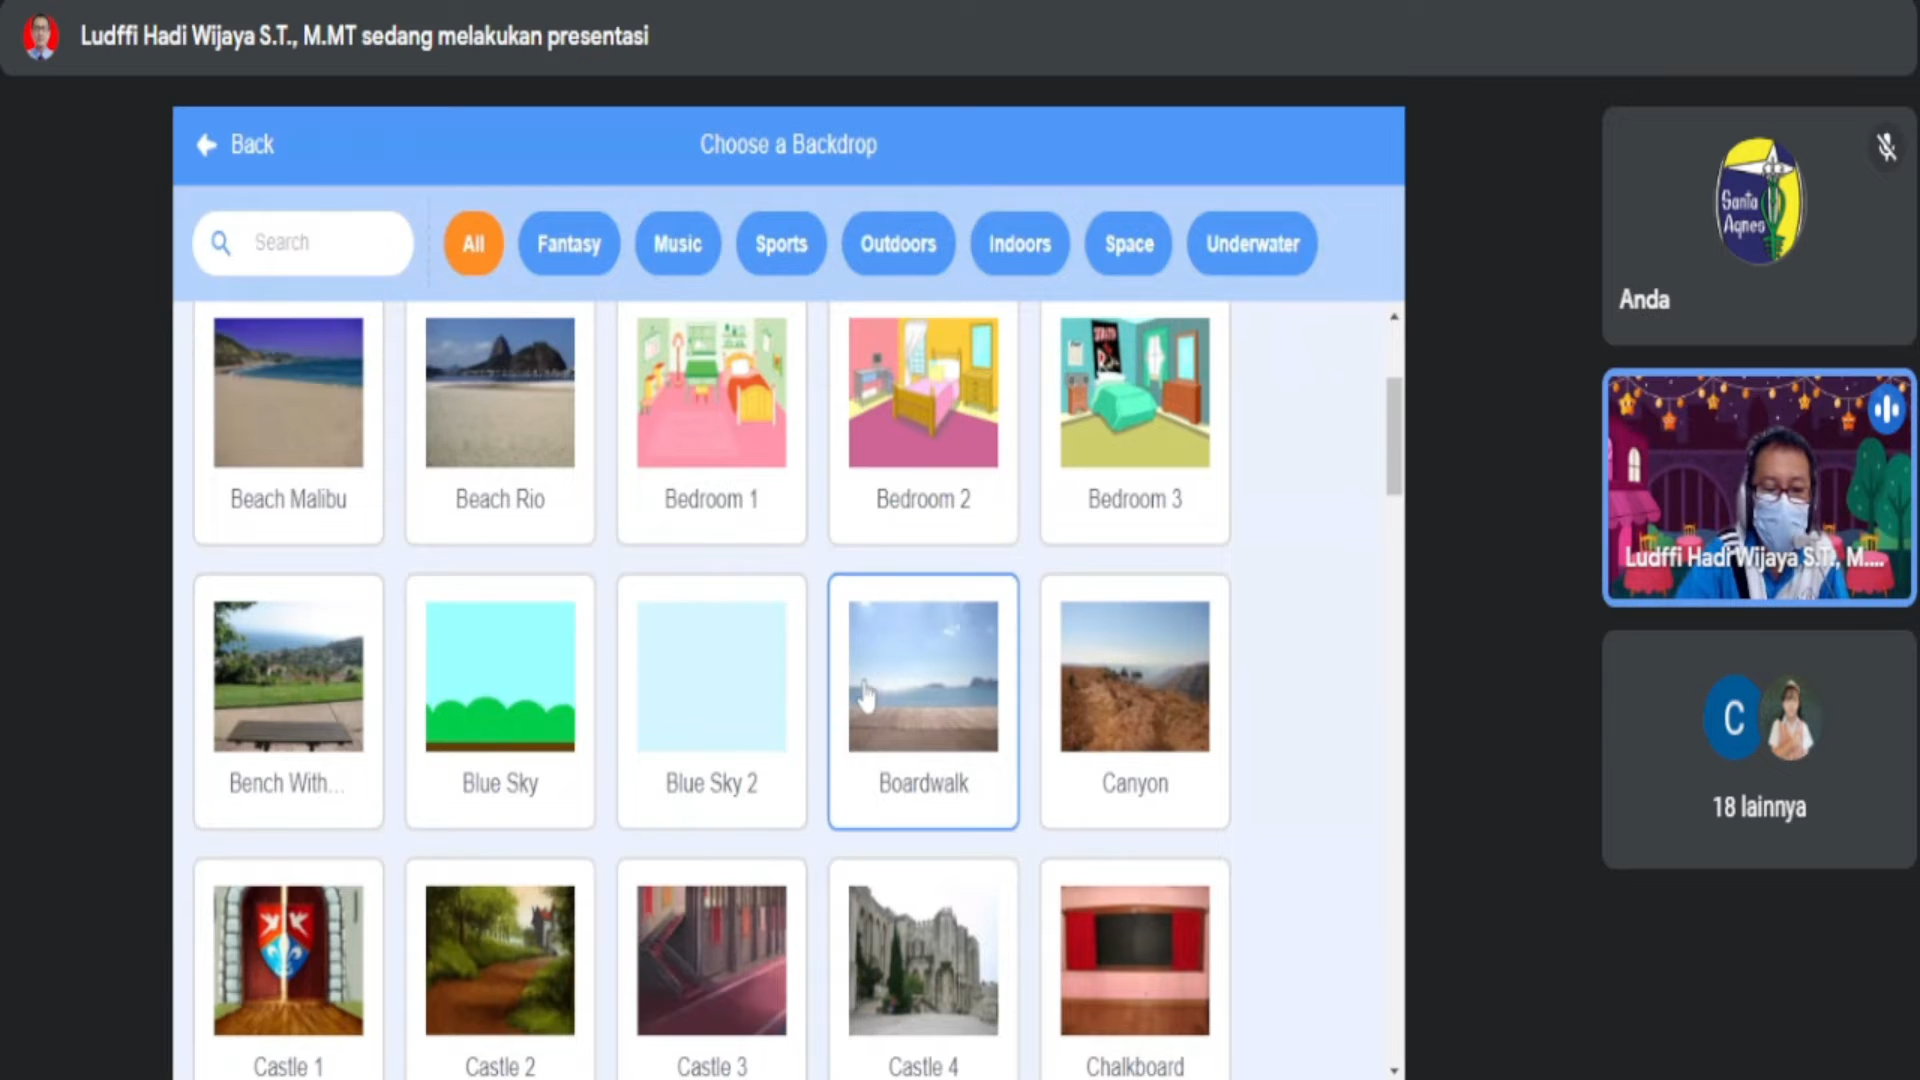 Ludffi Hadi Wijaya S.T., M.MT sedang melakukan presentasi
Back
Choose a Backdrop
Search
All
Fantasy
Music
Sports
Outdoors
Indoors
Space
Underwater
Beach Malibu
Beach Rio
Bedroom 1
Bedroom 2
Bedroom 3
Bench With...
Blue Sky
Blue Sky 2
Boardwalk
Canyon
Castle 1
Castle 2
Castle 3
Castle 4
Chalkboard
Santa
Agnes
Anda
Ludffi Hadi Wijaya S.T., M....
C
18 lainnya